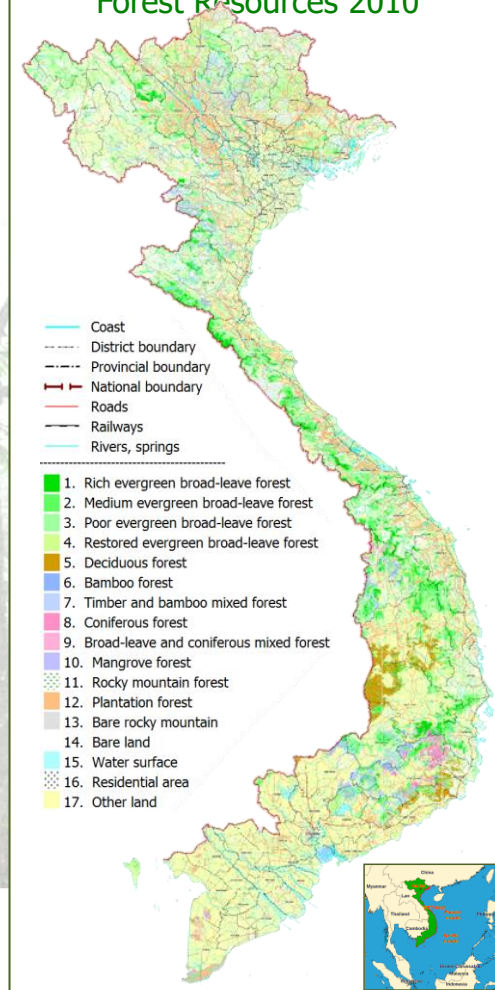 Forest Resources 2010
Coast
District boundary
Provincial boundary
National boundary
Roads
Railways
Rivers, springs
1. Rich evergreen broad-leave forest
2. Medium evergreen broad-leave forest
3. Poor evergreen broad-leave forest
4. Restored evergreen broad-leave forest
5. Deciduous forest
6. Bamboo forest
7. Timber and bamboo mixed forest
8. Coniferous forest
9. Broad-leave and coniferous mixed forest
10. Mangrove forest
11. Rocky mountain forest
12. Plantation forest
13. Bare rocky mountain
14. Bare land
15. Water surface
16. Residential area
17. Other land
China
Myanmar
Thailand
Cambodia
Malaysia
Indonesia